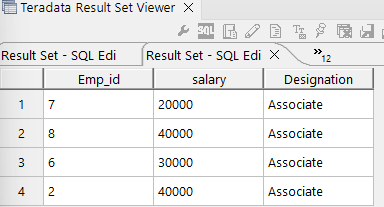 Teradata Result Set Viewer
Result Set - SQL Edi Result Set - SQL Edi 12
Emp_id salary Designation
1 7 20000 Associate
2 8 40000 Associate
3 6 30000 Associate
4 2 40000 Associate